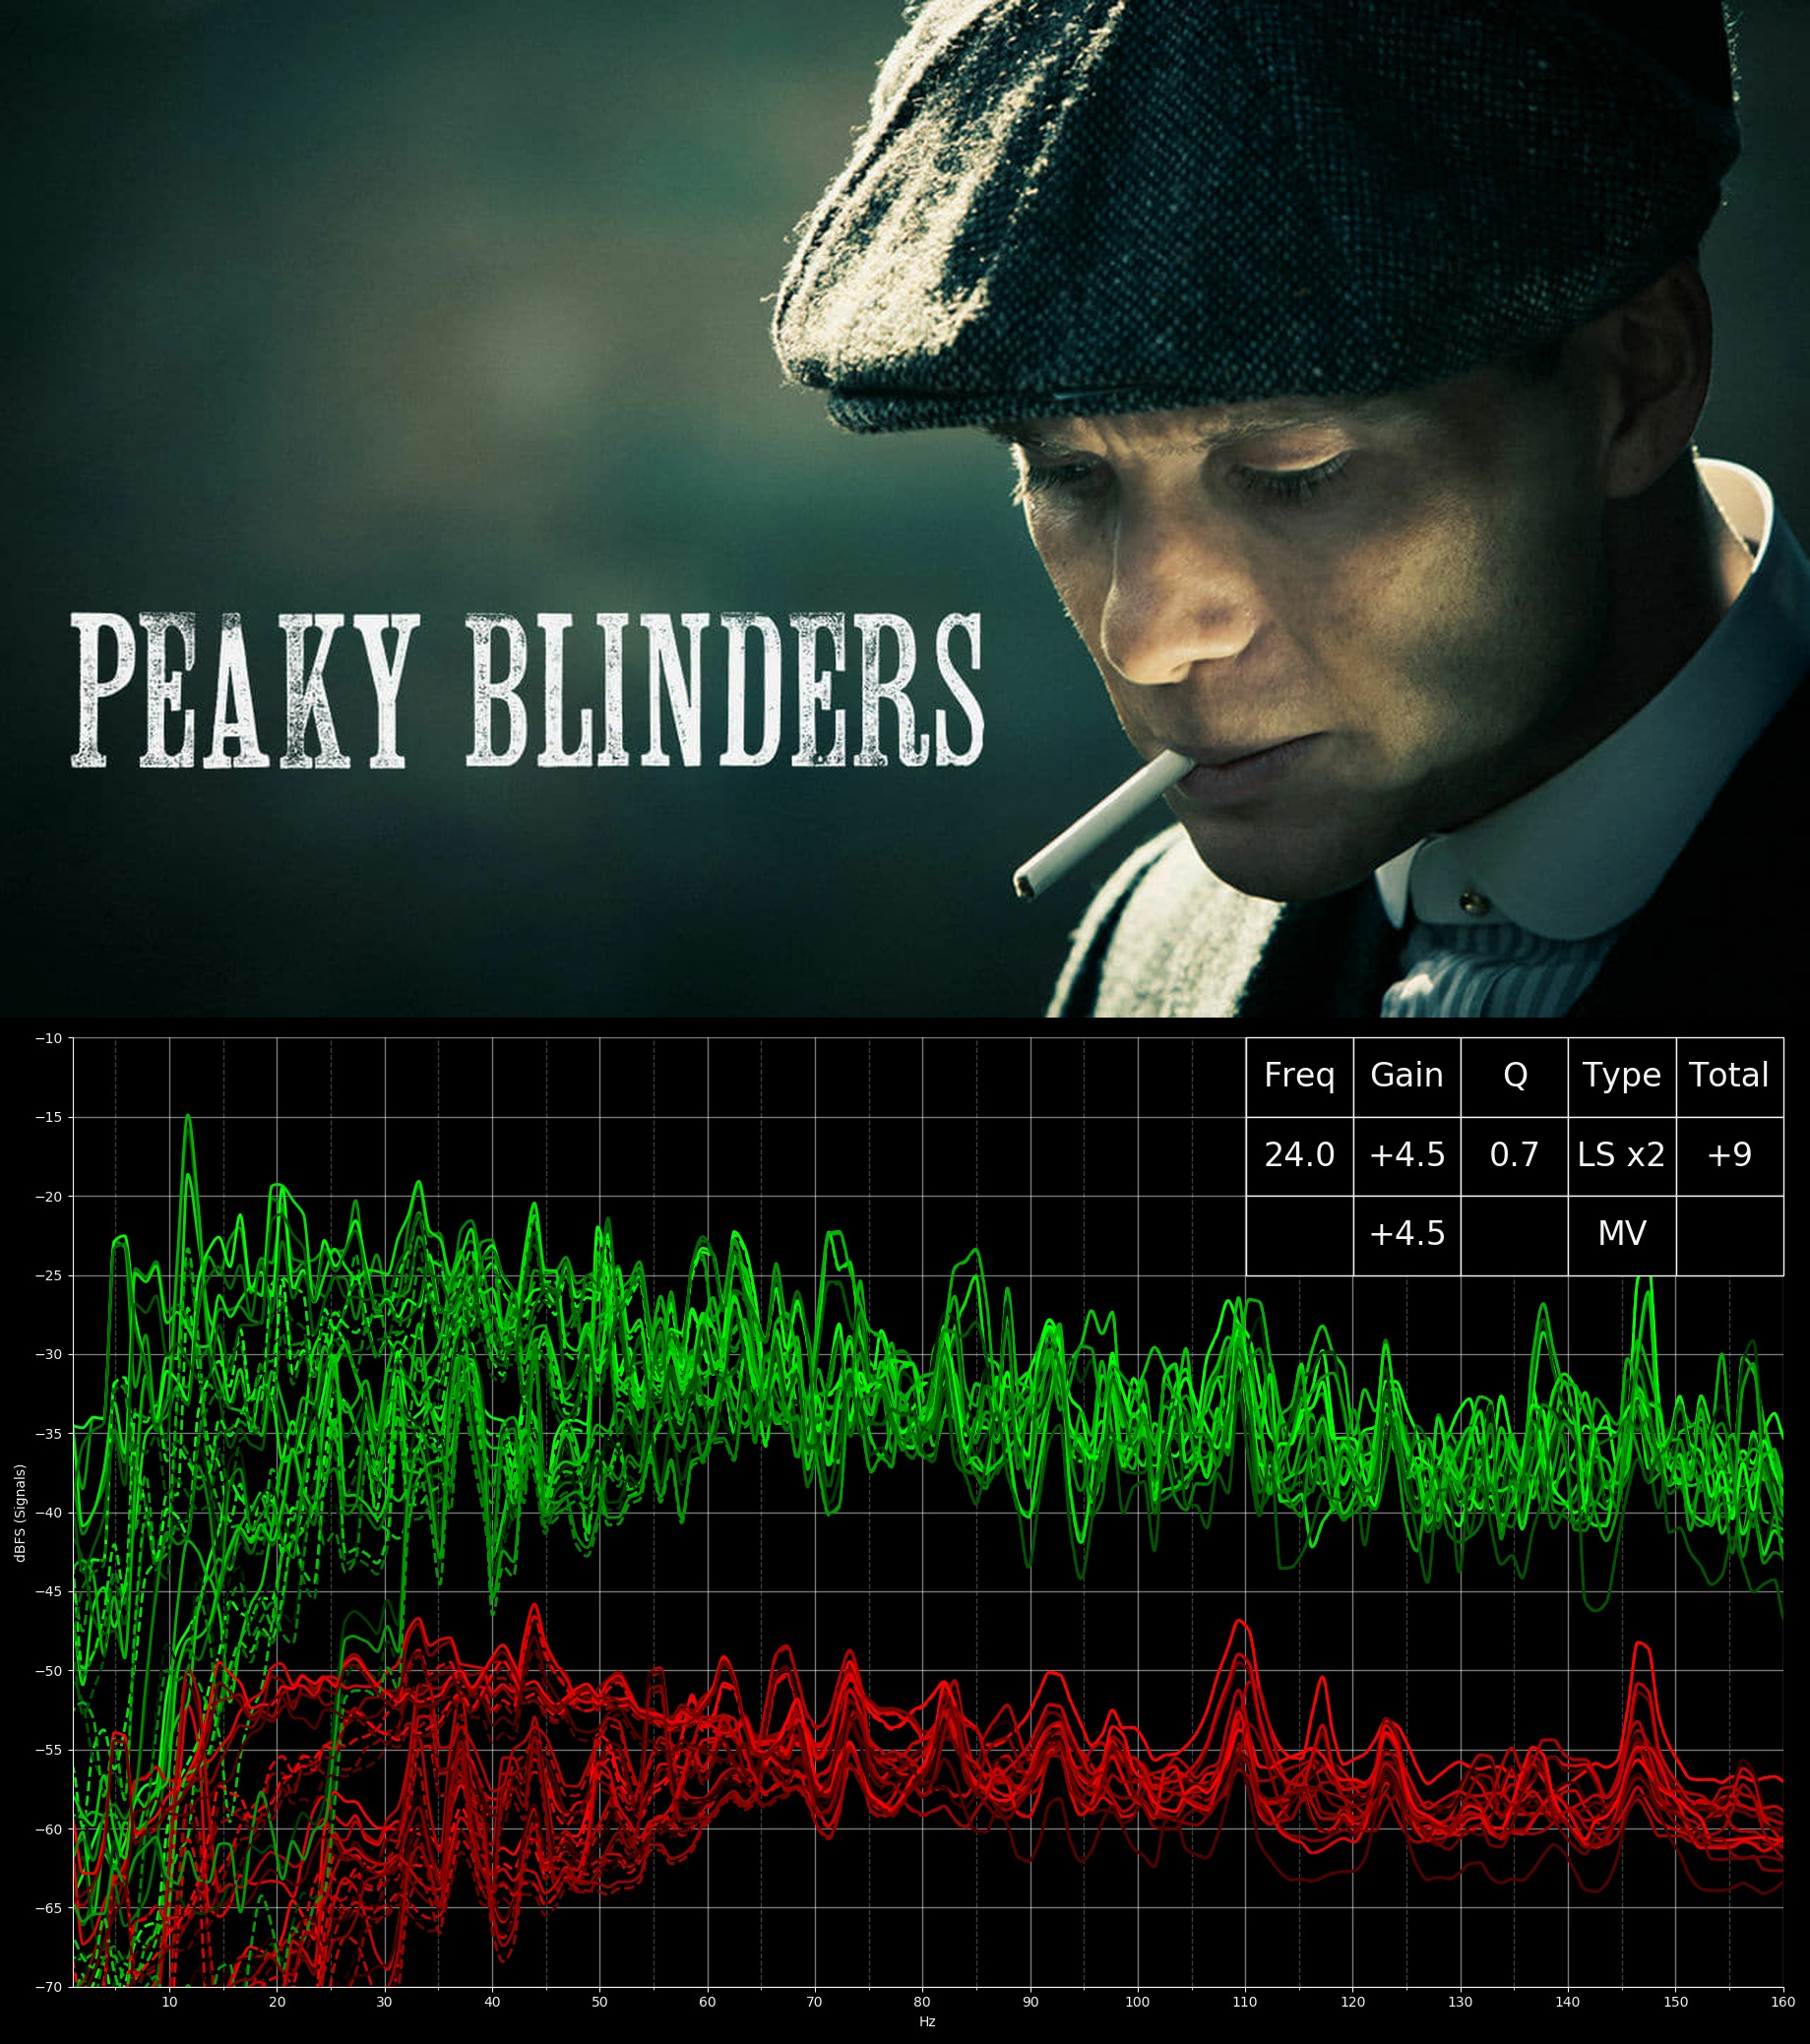 PEAKY BLINDERS
Freq Gain Q Type Total
24.0 +4.5 0.7 LS x2 +9
+4.5 MV
−10
−15
−20
−25
−30
−35
−40
−45
−50
−55
−60
−65
−70
dBFS (Signals)
10 20 30 40 50 60 70 80 90 100 110 120 130 140 150 160
Hz